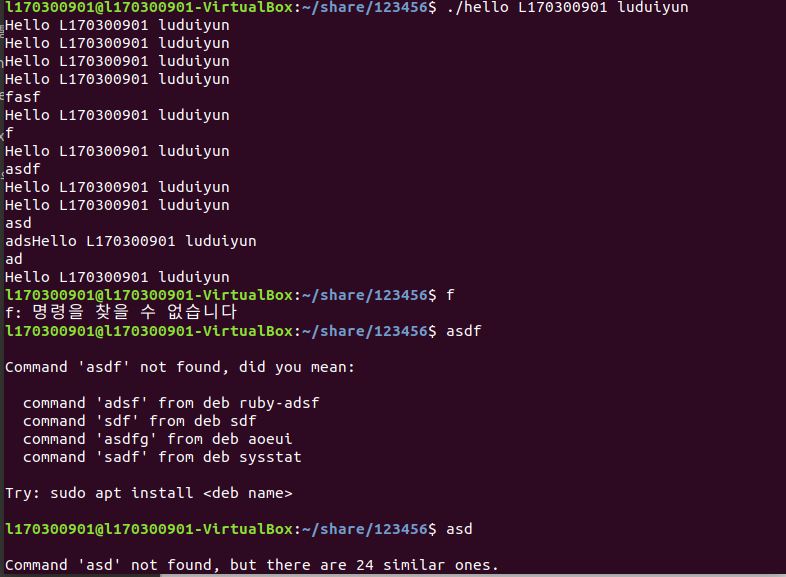 l170300901@l170300901-VirtualBox:~/share/123456$ ./hello L170300901 luduiyun
Hello L170300901 luduiyun
Hello L170300901 luduiyun
Hello L170300901 luduiyun
Hello L170300901 luduiyun
fasf
Hello L170300901 luduiyun
f
Hello L170300901 luduiyun
asdf
Hello L170300901 luduiyun
Hello L170300901 luduiyun
asd
adsHello L170300901 luduiyun
ad
Hello L170300901 luduiyun
l170300901@l170300901-VirtualBox:~/share/123456$ f
f: 명령을 찾을 수 없습니다
l170300901@l170300901-VirtualBox:~/share/123456$ asdf
Command 'asdf' not found, did you mean:
command 'adsf' from deb ruby-adsf
command 'sdf' from deb sdf
command 'asdfg' from deb aoeui
command 'sadf' from deb sysstat
Try: sudo apt install <deb name>
l170300901@l170300901-VirtualBox:~/share/123456$ asd
Command 'asd' not found, but there are 24 similar ones.